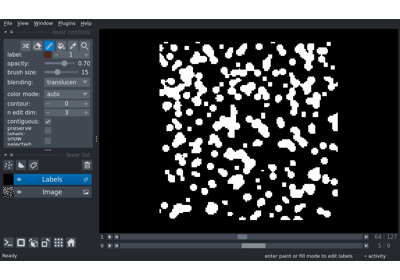 File View Window Plugins Help
layer controls
label: 1
opacity: 0.70
brush size: 15
blending: translucen
color mode: auto
contour: 0
n edit dim: 3
contiguous:
preserve labels:
show selected:
layer list
Labels
Image
1 64 127
0 5 9
Ready enter paint or fill mode to edit labels activity